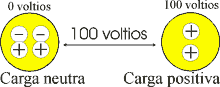 0 voltios
100 voltios
100 voltios
− −
+ +
+
+
Carga neutra
Carga positiva